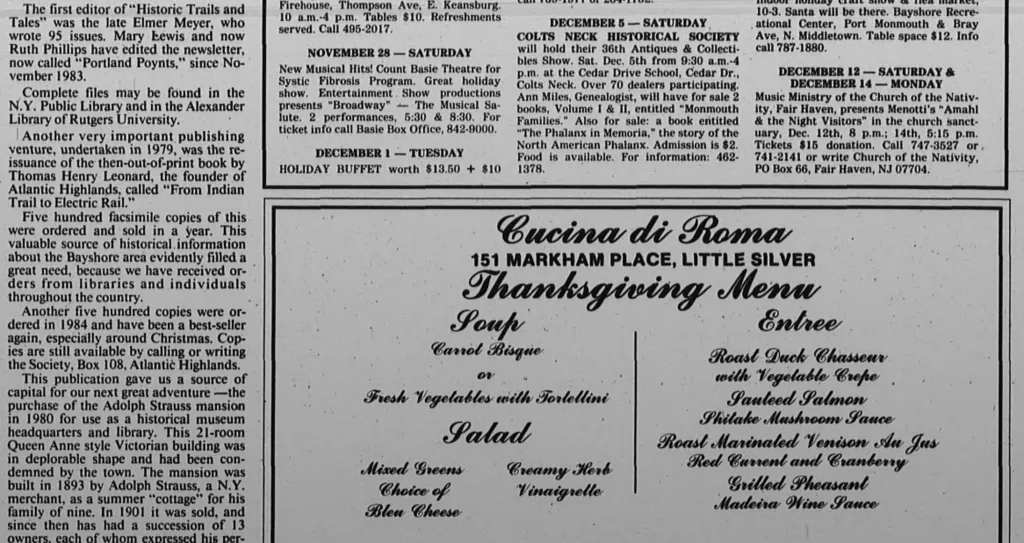 The first editor of "Historic Trails and
Tales" was the late Elmer Meyer, who
wrote 95 issues. Mary Lewis and now
Ruth Phillips have edited the newsletter,
now called "Portland Poynts," since No-
vember 1983.
Complete files may be found in the
N.Y. Public Library and in the Alexander
Library of Rutgers University.
Another very important publishing
venture, undertaken in 1979, was the re-
issuance of the then-out-of-print book by
Thomas Henry Leonard, the founder of
Atlantic Highlands, called "From Indian
Trail to Electric Rail."
Five hundred facsimile copies of this
were ordered and sold in a year. This
valuable source of historical information
about the Bayshore area evidently filled a
great need, because we have received or-
ders from libraries and individuals
throughout the country.
Another five hundred copies were or-
dered in 1984 and have been a best-seller
again, especially around Christmas. Cop-
ies are still available by calling or writing
the Society, Box 108, Atlantic Highlands.
This publication gave us a source of
capital for our next great adventure —the
purchase of the Adolph Strauss mansion
in 1980 for use as a historical museum
headquarters and library. This 21-room
Queen Anne style Victorian building was
in deplorable shape and had been con-
demned by the town. The mansion was
built in 1893 by Adolph Strauss, a N.Y.
merchant, as a summer "cottage" for his
family of nine. In 1901 it was sold, and
since then has had a succession of 13
owners, each of whom expressed his per-
Firehouse, Thompson Ave, E. Keansburg.
10 a.m.-4 p.m. Tables $10. Refreshments
served. Call 495-2017.
NOVEMBER 28 — SATURDAY
New Musical Hits! Count Basie Theatre for
Systic Fibrosis Program. Great holiday
show. Entertainment Show productions
presents "Broadway" — The Musical Sa-
lute. 2 performances, 5:30 & 8:30. For
ticket info call Basie Box Office, 842-9000.
DECEMBER 1 — TUESDAY
HOLIDAY BUFFET worth $13.50 + $10
DECEMBER 5 — SATURDAY
COLTS NECK HISTORICAL SOCIETY
will hold their 36th Antiques & Collecti-
bles Show. Sat. Dec. 5th from 9:30 a.m.-4
p.m. at the Cedar Drive School, Cedar Dr.,
Colts Neck. Over 70 dealers participating.
Ann Miles, Genealogist, will have for sale 2
books, Volume I & II, entitled "Monmouth
Families." Also for sale: a book entitled
"The Phalanx in Memoria," the story of the
North American Phalanx. Admission is $2.
Food is available. For information: 462-
1378.
10-3. Santa will be there. Bayshore Recre-
ational Center, Port Monmouth & Bray
Ave, N. Middletown. Table space $12. Info
call 787-1880.
DECEMBER 12 — SATURDAY &
DECEMBER 14 — MONDAY
Music Ministry of the Church of the Nativ-
ity, Fair Haven, presents Menotti's "Amahl
& the Night Visitors" in the church sanct-
uary, Dec. 12th, 8 p.m.; 14th, 5:15 p.m.
Tickets $15 donation. Call 747-3527 or
741-2141 or write Church of the Nativity,
PO Box 66, Fair Haven, NJ 07704.
Cucina di Roma
151 MARKHAM PLACE, LITTLE SILVER
Thanksgiving Menu
Soup
Carrot Bisque
or
Fresh Vegetables with Tortellini
Salad
Mixed Greens
Choice of
Bleu Cheese
Creamy Herb
Vinaigrette
Entree
Roast Duck Chasseur
with Vegetable Crepe
Sauteed Salmon
Shitake Mushroom Sauce
Roast Marinated Venison Au Jus
Red Current and Cranberry
Grilled Pheasant
Madeira Wine Sauce